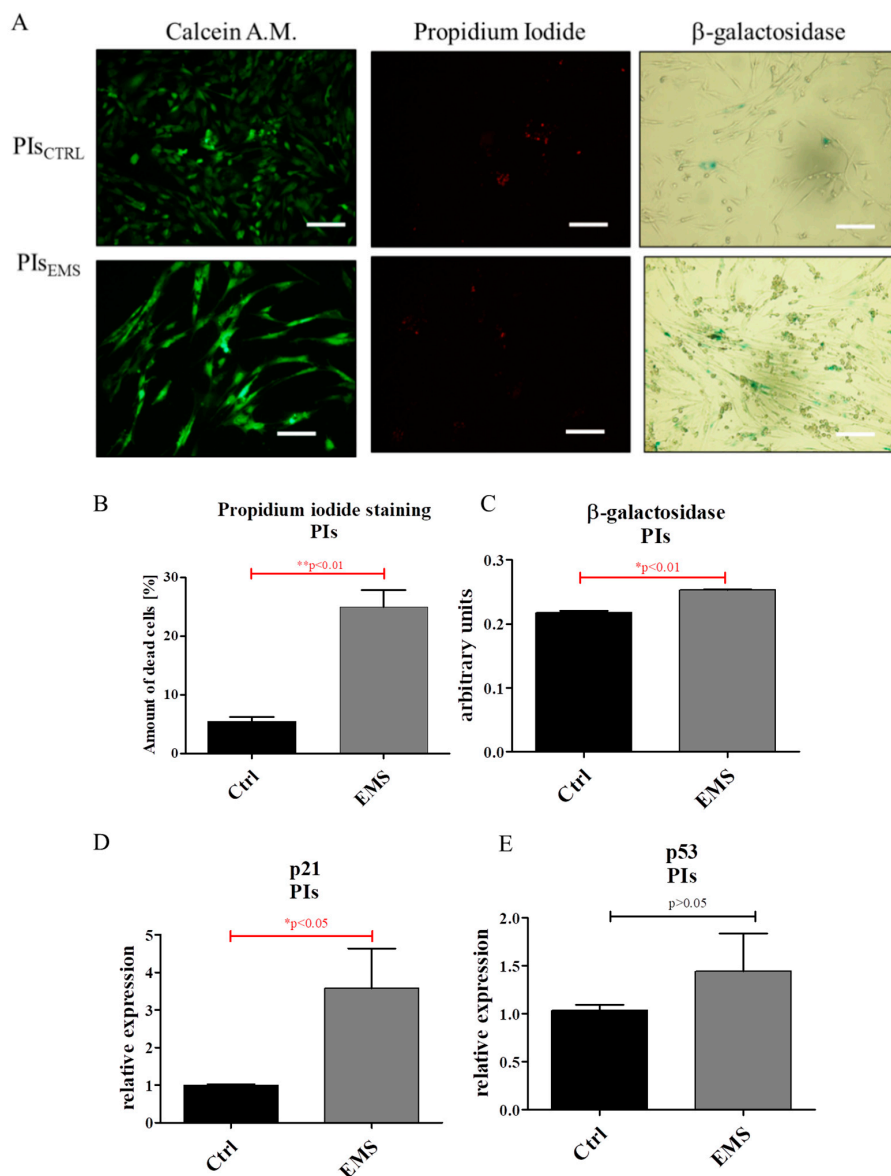 A
Calcein A.M.
Propidium Iodide
β-galactosidase
PIsCTRL
PIsEMS
B
Propidium iodide staining
PIs
**p<0.01
Amount of dead cells [%]
30
20
10
0
Ctrl
EMS
C
β-galactosidase
PIs
*p<0.01
arbitrary units
0.3
0.2
0.1
0.0
Ctrl
EMS
D
p21
PIs
*p<0.05
relative expression
5
4
3
2
1
0
Ctrl
EMS
E
p53
PIs
p>0.05
relative expression
2.0
1.5
1.0
0.5
0.0
Ctrl
EMS